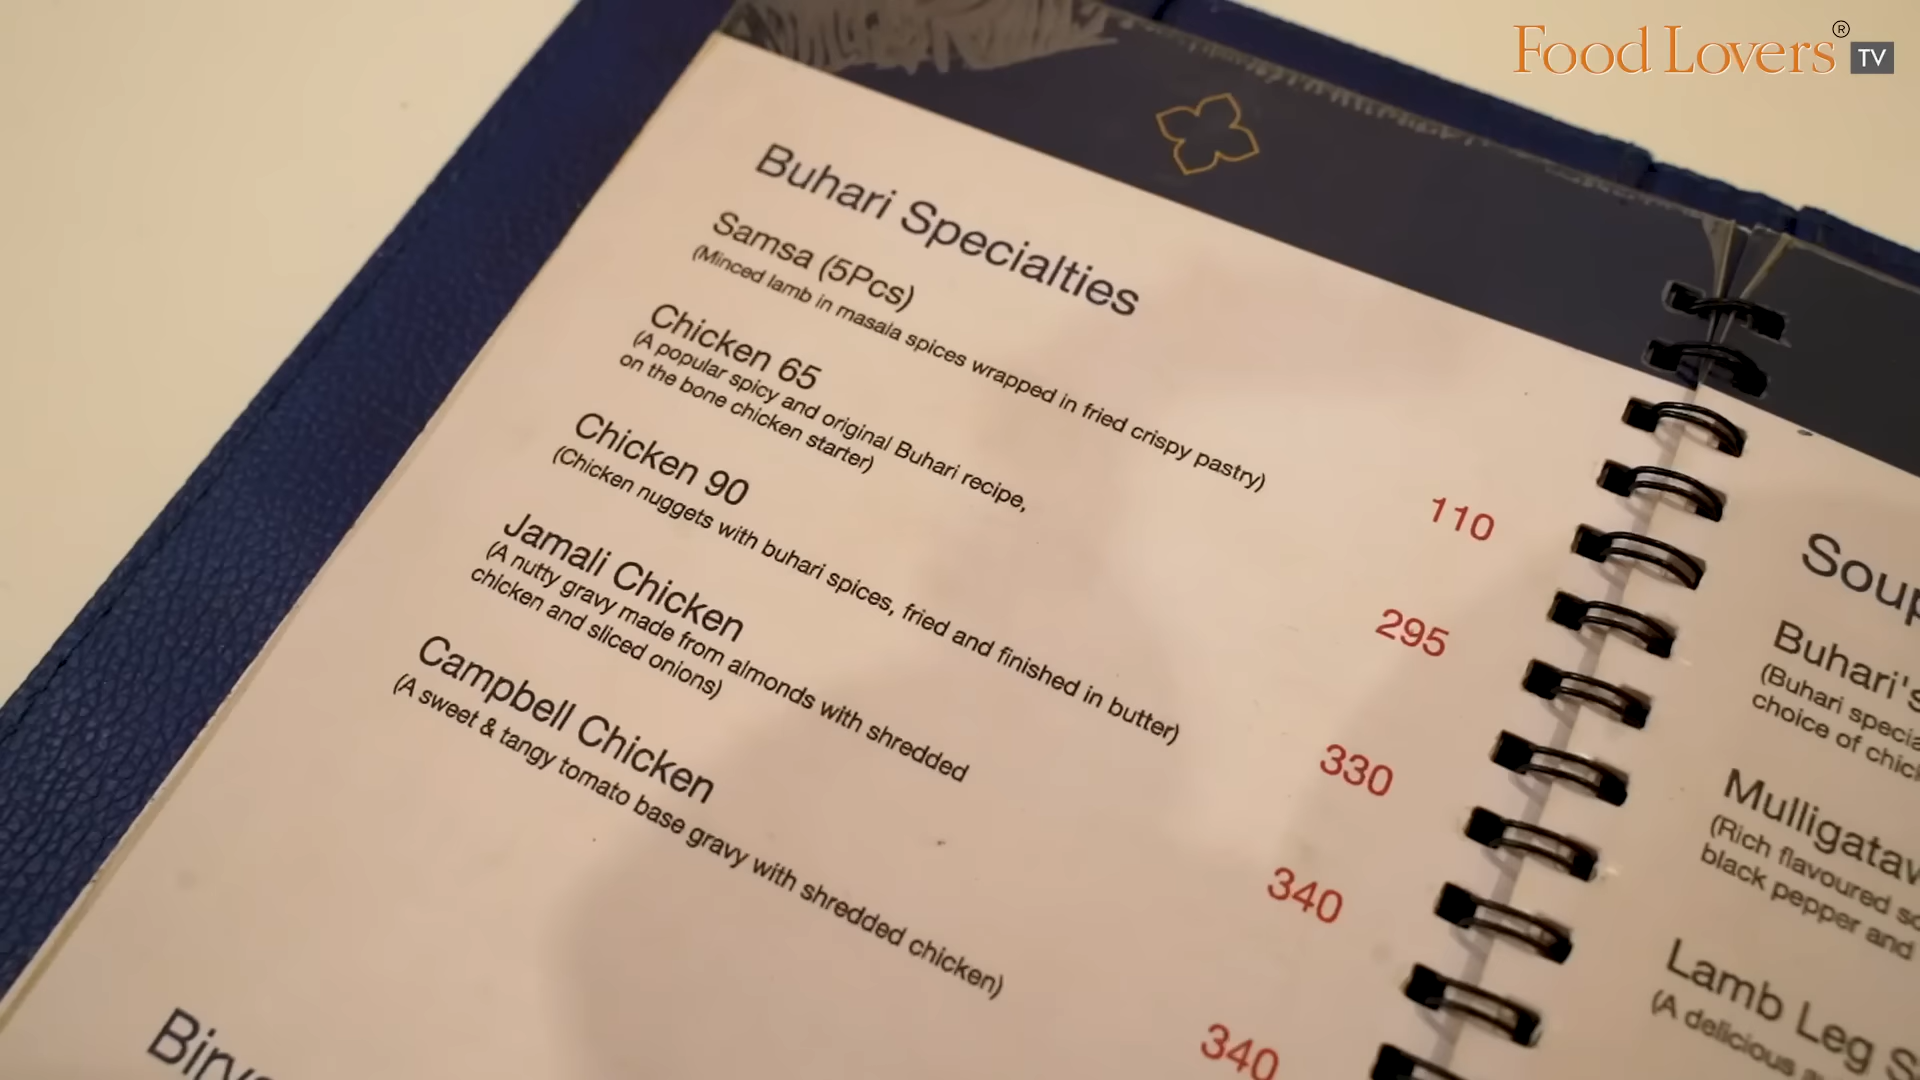 Food Lovers® TV
Buhari Specialties
Samsa (5Pcs)
(Minced lamb in masala spices wrapped in fried crispy pastry)
110
Chicken 65
(A popular spicy and original Buhari recipe,
on the bone chicken starter)
295
Chicken 90
(Chicken nuggets with buhari spices, fried and finished in butter)
330
Jamali Chicken
(A nutty gravy made from almonds with shredded
chicken and sliced onions)
340
Campbell Chicken
(A sweet & tangy tomato base gravy with shredded chicken)
340
Buhari's
(Buhari
choice of
(Rich flavoured
black pepper and
Lamb Leg
(A delicious